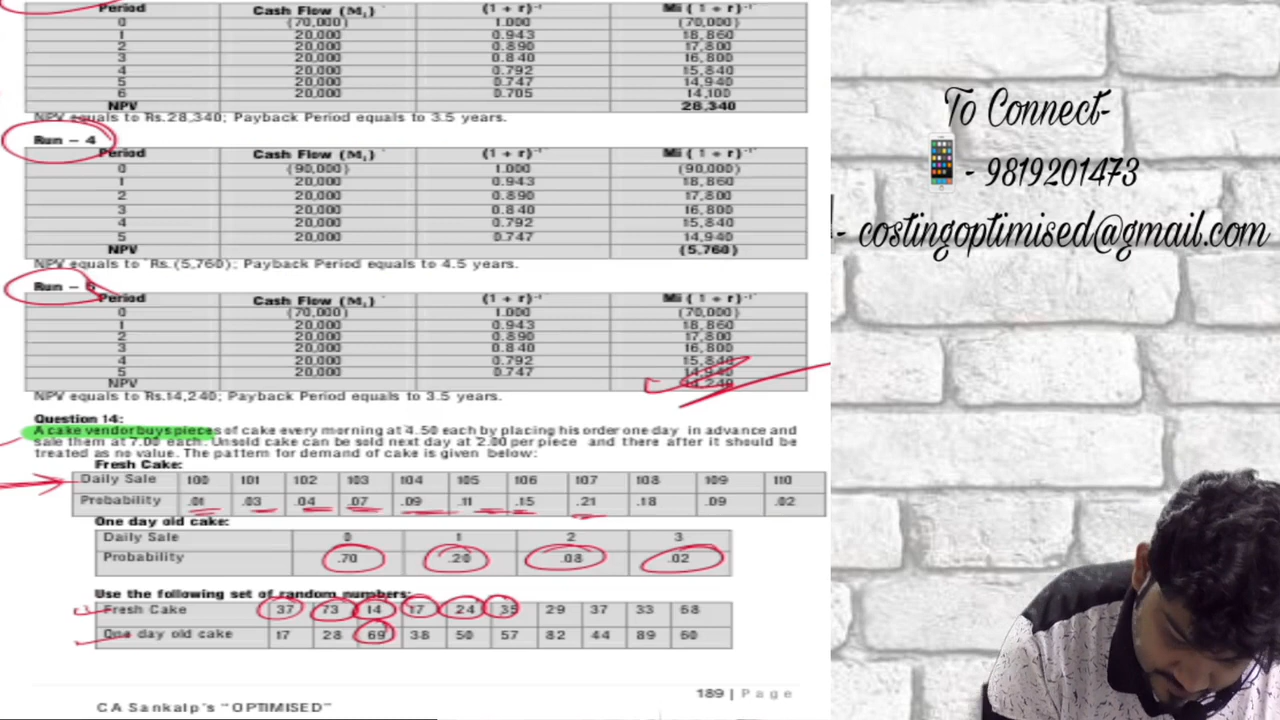 Period Cash Flow (Mᵢ) (1 + r)⁻ⁱ Mi ( 1 + r)⁻ⁱ
0 (70,000) 1.000 (70,000)
1 20,000 0.943 18,860
2 20,000 0.890 17,800
3 20,000 0.840 16,800
4 20,000 0.792 15,840
5 20,000 0.747 14,940
6 20,000 0.705 14,100
NPV 28,340
NPV equals to Rs.28,340; Payback Period equals to 3.5 years.
Run – 4
Period Cash Flow (Mᵢ) (1 + r)⁻ⁱ Mi ( 1 + r)⁻ⁱ
0 (90,000) 1.000 (90,000)
1 20,000 0.943 18,860
2 20,000 0.890 17,800
3 20,000 0.840 16,800
4 20,000 0.792 15,840
5 20,000 0.747 14,940
NPV (5,760)
NPV equals to `Rs.(5,760); Payback Period equals to 4.5 years.
Run – 5
Period Cash Flow (Mᵢ) (1 + r)⁻ⁱ Mi ( 1 + r)⁻ⁱ
0 (70,000) 1.000 (70,000)
1 20,000 0.943 18,860
2 20,000 0.890 17,800
3 20,000 0.840 16,800
4 20,000 0.792 15,840
5 20,000 0.747 14,940
NPV 14,240
NPV equals to Rs.14,240; Payback Period equals to 3.5 years.
Question 14:
A cake vendor buys pieces of cake every morning at 4.50 each by placing his order one day in advance and
sale them at 7.00 each. Unsold cake can be sold next day at 2.00 per piece and there after it should be
treated as no value. The pattern for demand of cake is given below:
Fresh Cake:
Daily Sale 100 101 102 103 104 105 106 107 108 109 110
Probability .01 .03 .04 .07 .09 .11 .15 .21 .18 .09 .02
One day old cake:
Daily Sale 0 1 2 3
Probability .70 .20 .08 .02
Use the following set of random numbers:
Fresh Cake 37 73 14 17 24 35 29 37 33 68
One day old cake 17 28 69 38 50 57 82 44 89 60
189 | Page
CA Sankalp's "OPTIMISED"
To Connect-
- 9819201473
- costingoptimised@gmail.com